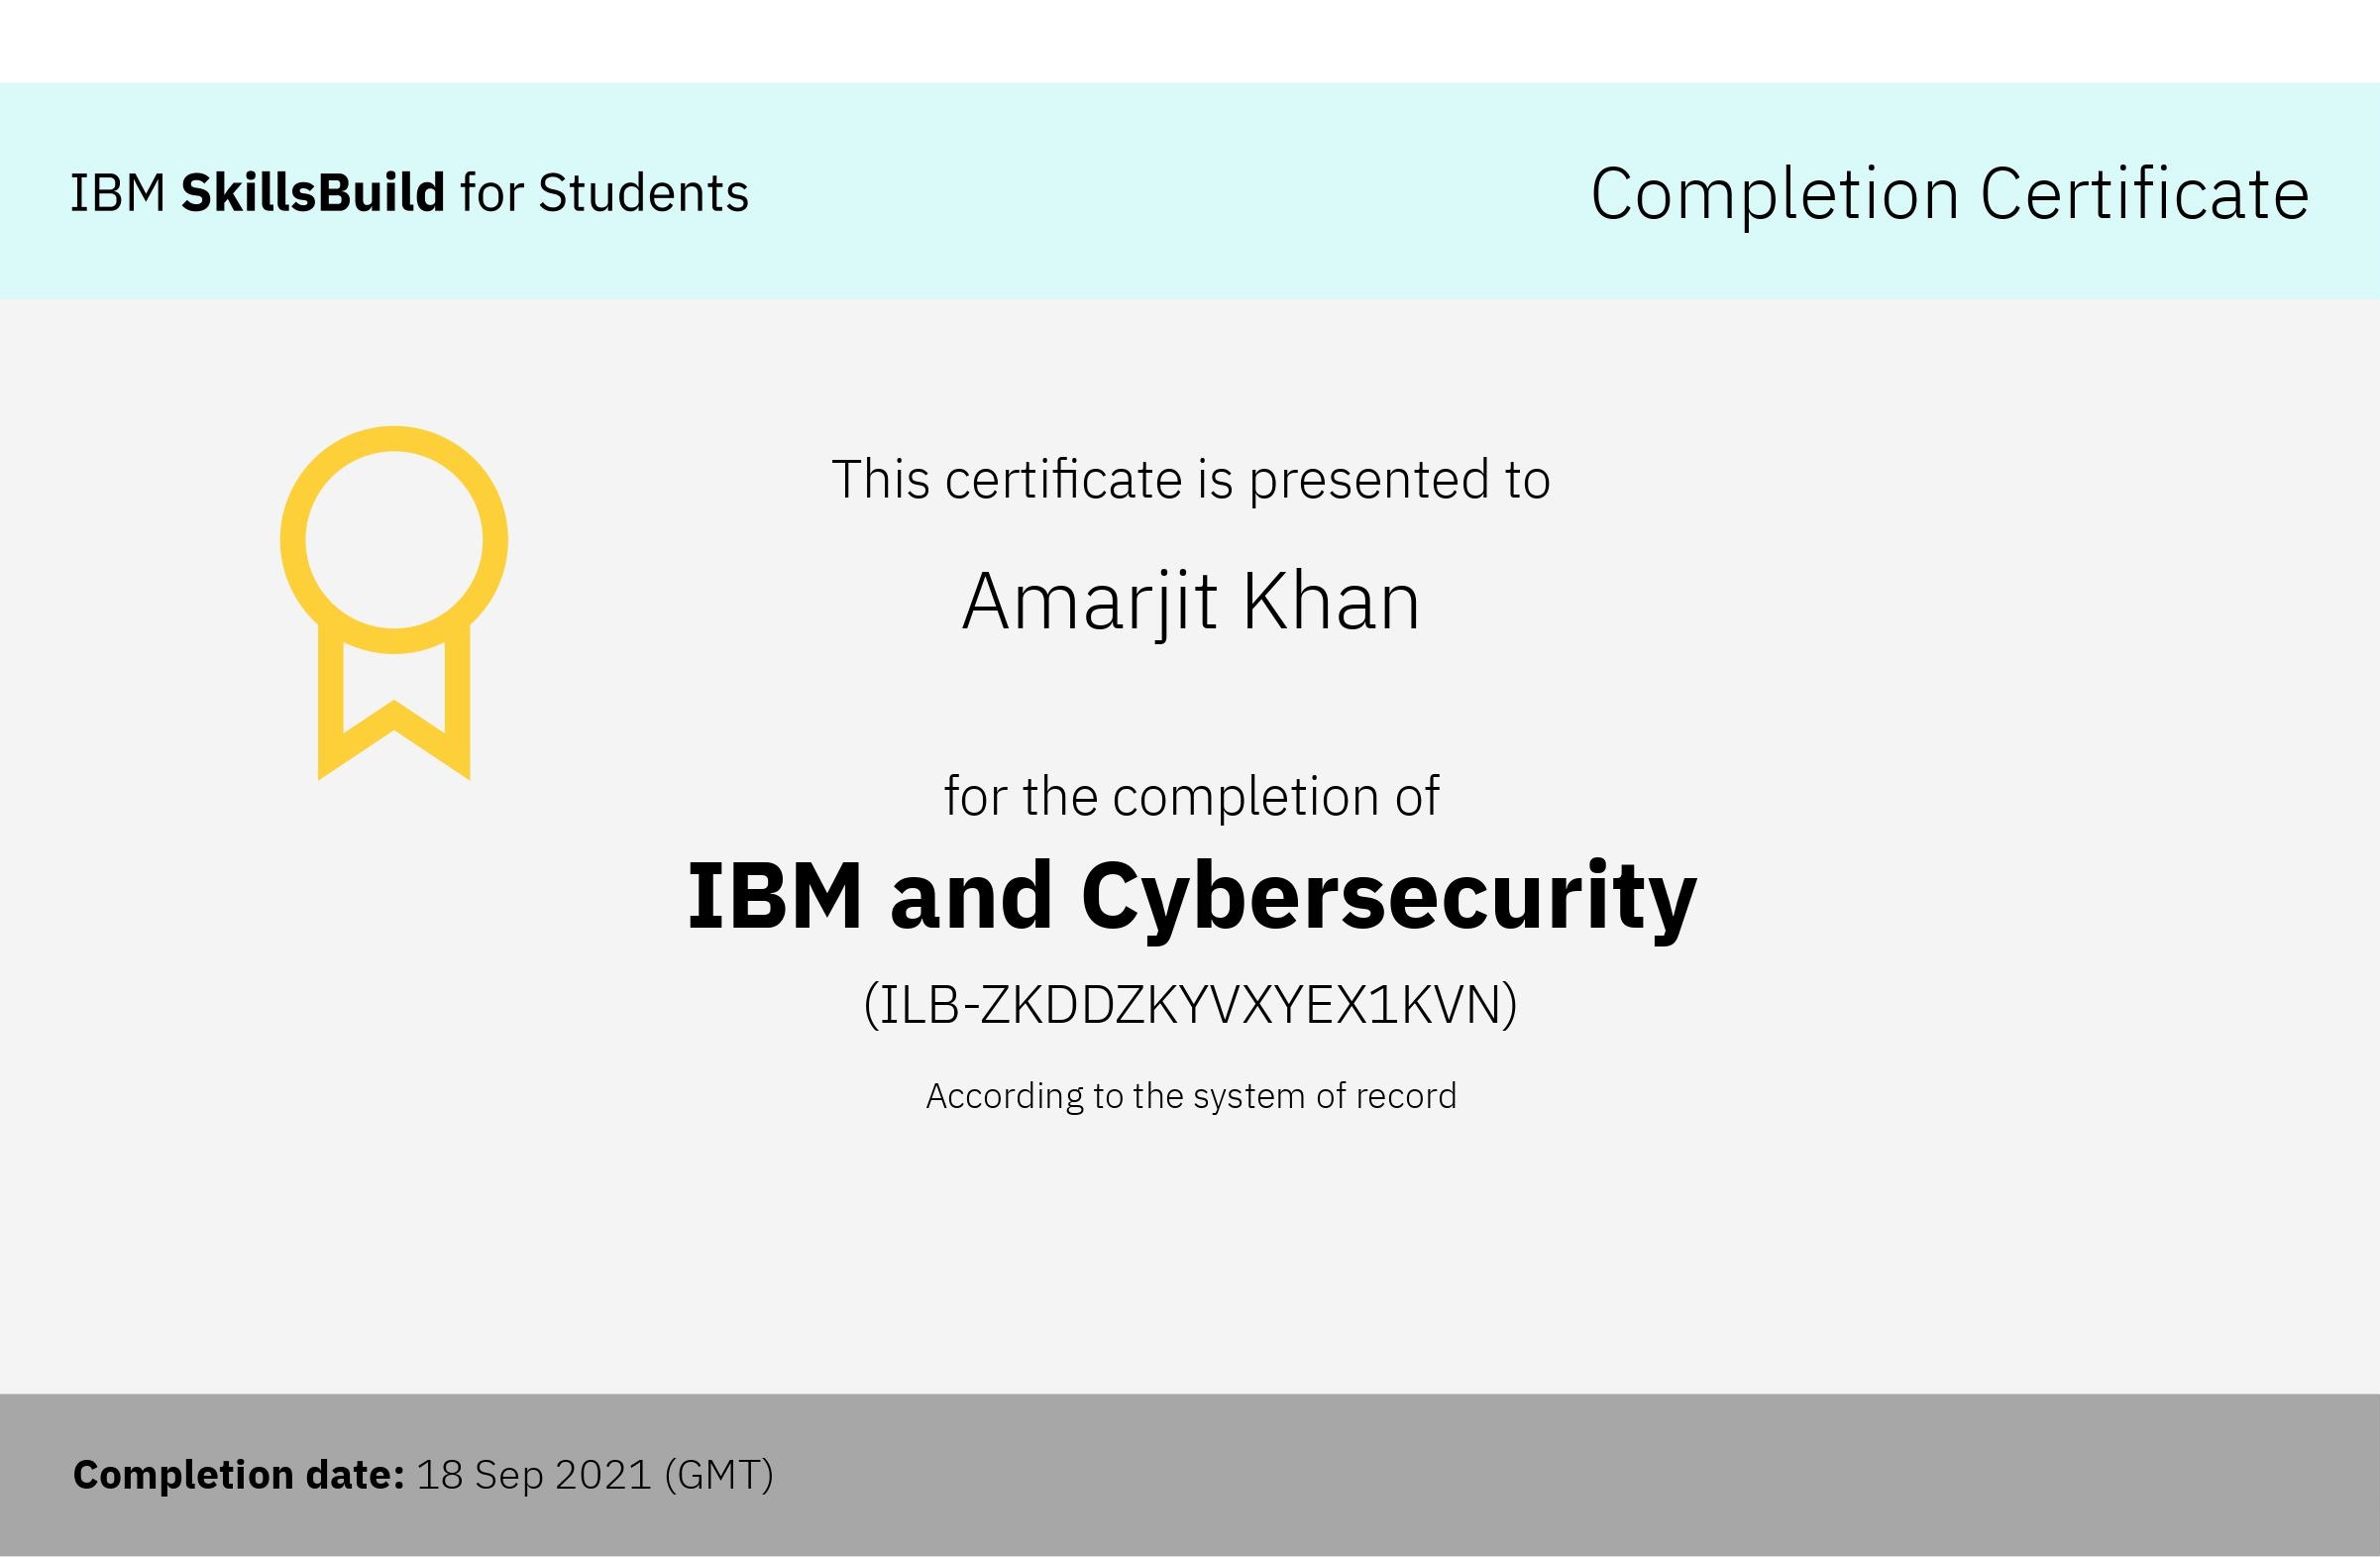 IBM SkillsBuild for Students
Completion Certificate
This certificate is presented to
Amarjit Khan
for the completion of
IBM and Cybersecurity
(ILB-ZKDDZKYVXYEX1KVN)
According to the system of record
Completion date: 18 Sep 2021 (GMT)